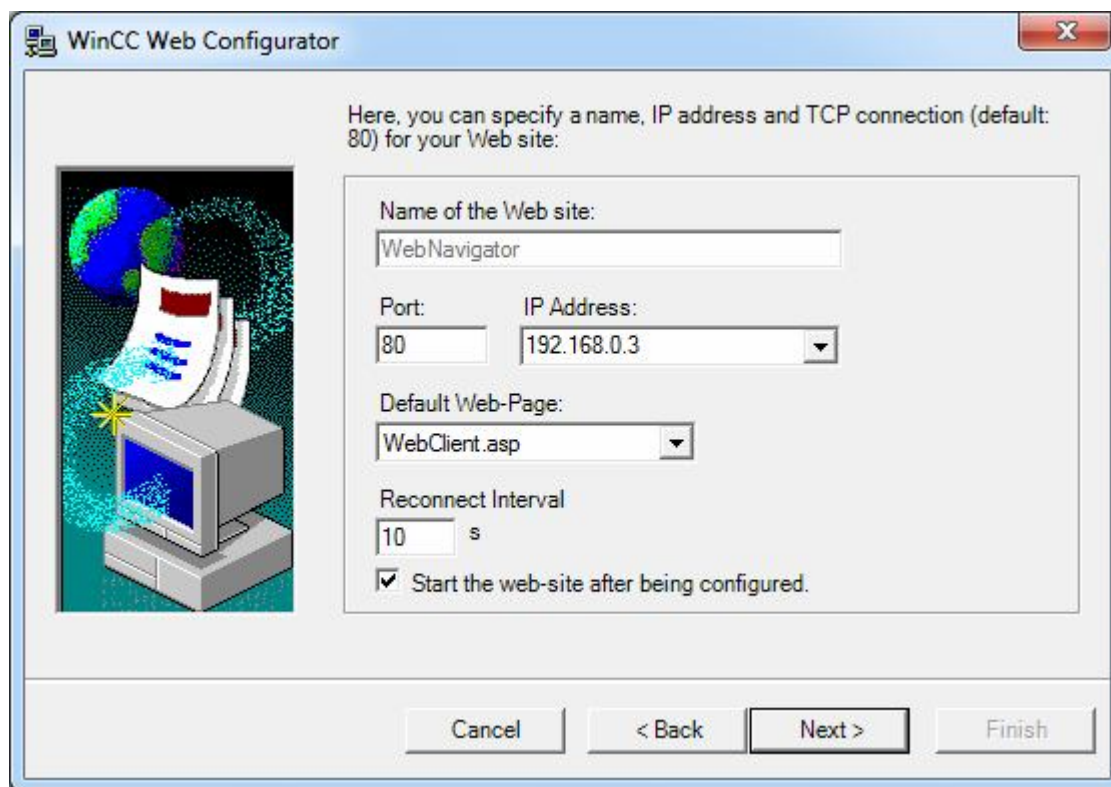 WinCC Web Configurator
Here, you can specify a name, IP address and TCP connection (default:
80) for your Web site:
Name of the Web site:
WebNavigator
Port: IP Address:
80 192.168.0.3
Default Web-Page:
WebClient.asp
Reconnect Interval
10 s
Start the web-site after being configured.
Cancel < Back Next > Finish